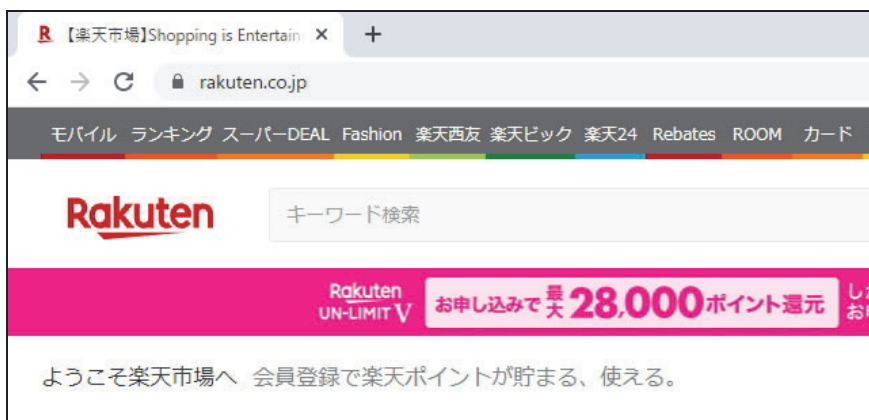 R 【楽天市場】Shopping is Entertain
rakuten.co.jp
モバイル ランキング スーパーDEAL Fashion 楽天西友 楽天ビック 楽天24 Rebates ROOM カード
Rakuten キーワード検索
Rakuten
UN-LIMIT V
お申し込みで最大28,000ポイント還元
ようこそ楽天市場へ 会員登録で楽天ポイントが貯まる、使える。